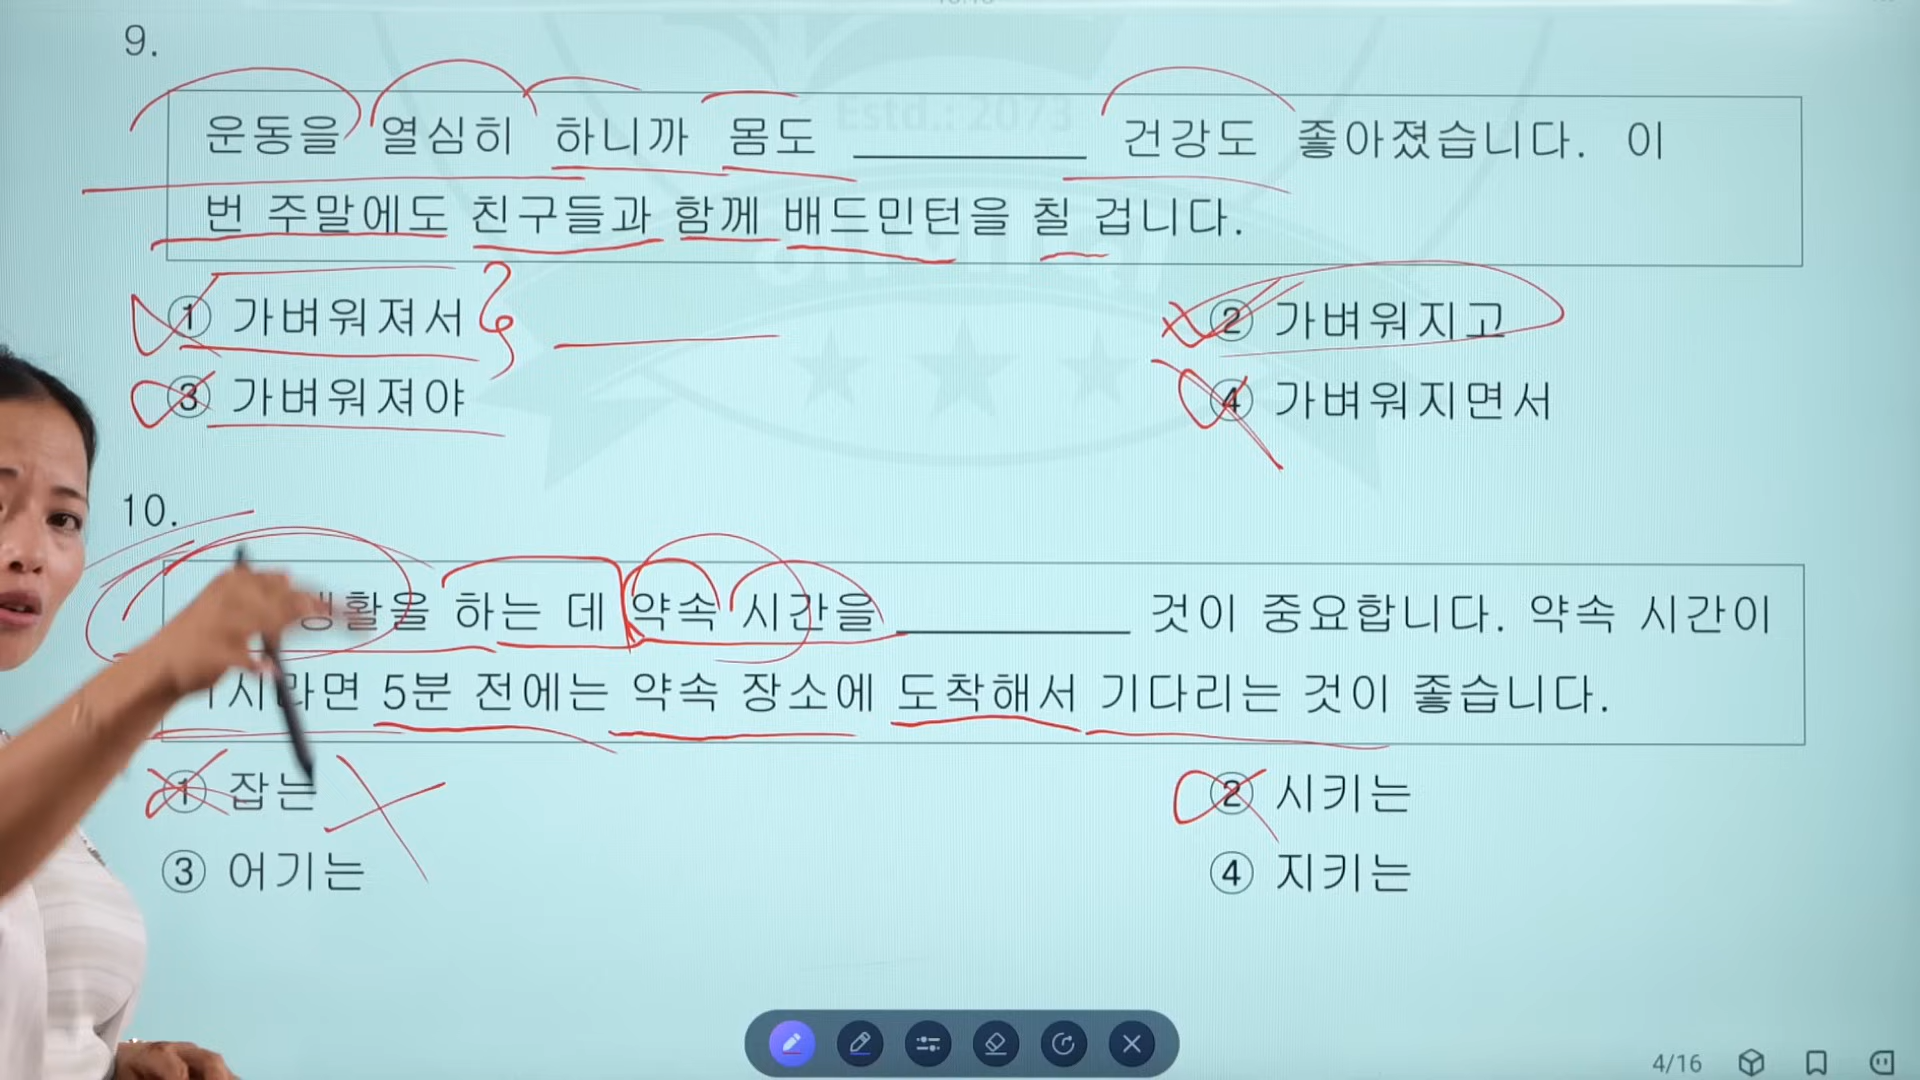 9.
운동을 열심히 하니까 몸도 __________ 건강도 좋아졌습니다. 이
번 주말에도 친구들과 함께 배드민턴을 칠 겁니다.
① 가벼워져서
② 가벼워지고
③ 가벼워져야
④ 가벼워지면서
10.
하는 데 약속 시간을 __________ 것이 중요합니다. 약속 시간이
5분 전에는 약속 장소에 도착해서 기다리는 것이 좋습니다.
① 잡는
② 시키는
③ 어기는
④ 지키는
Estd.: 2073
4/16